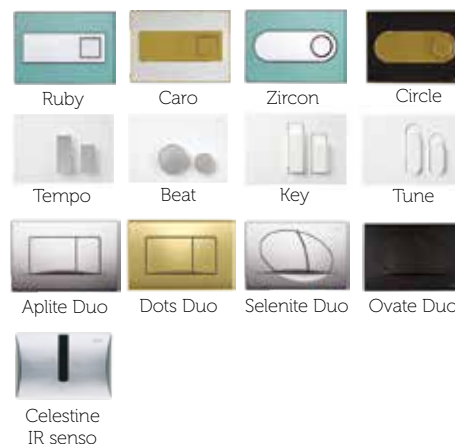 Ruby
Caro
Zircon
Circle
Tempo
Beat
Key
Tune
Aplite Duo
Dots Duo
Selenite Duo
Ovate Duo
Celestine
IR senso